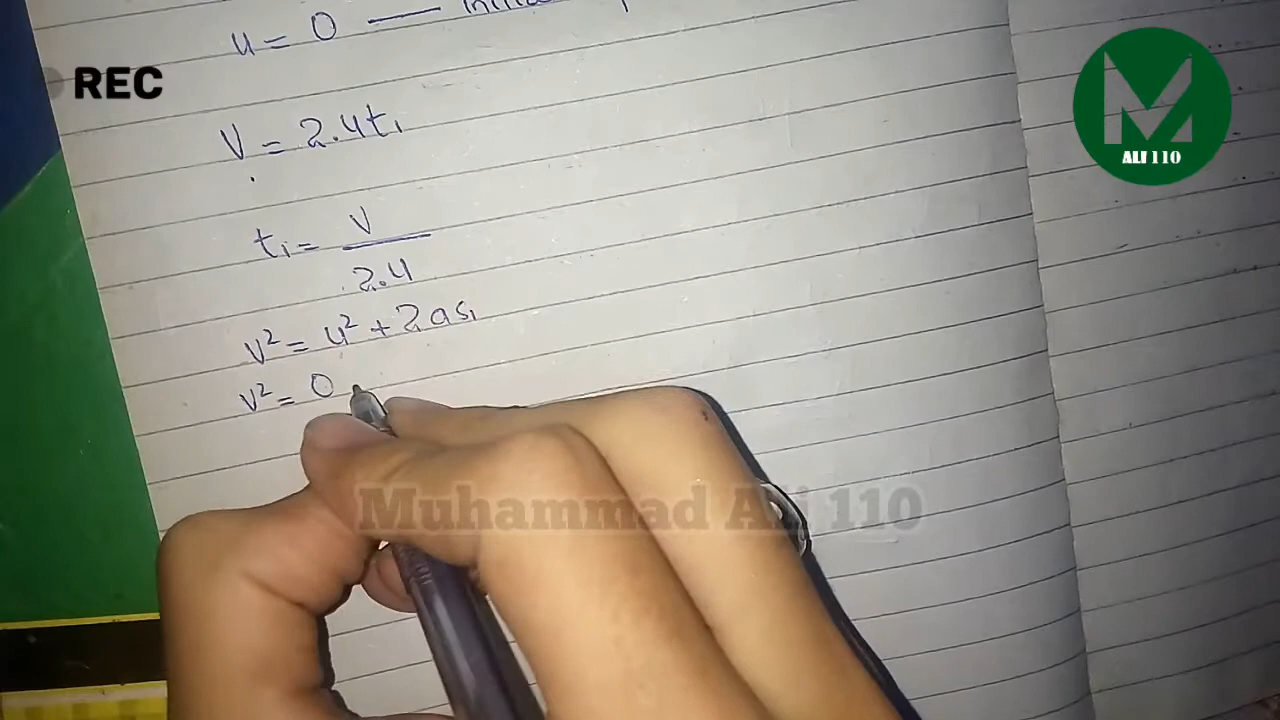 u = 0 —
REC
V = 2.4t₁
t₁ = V
2.4
V² = u² + 2as₁
V² = 0
M
ALI 110
Muhammad Ali 110